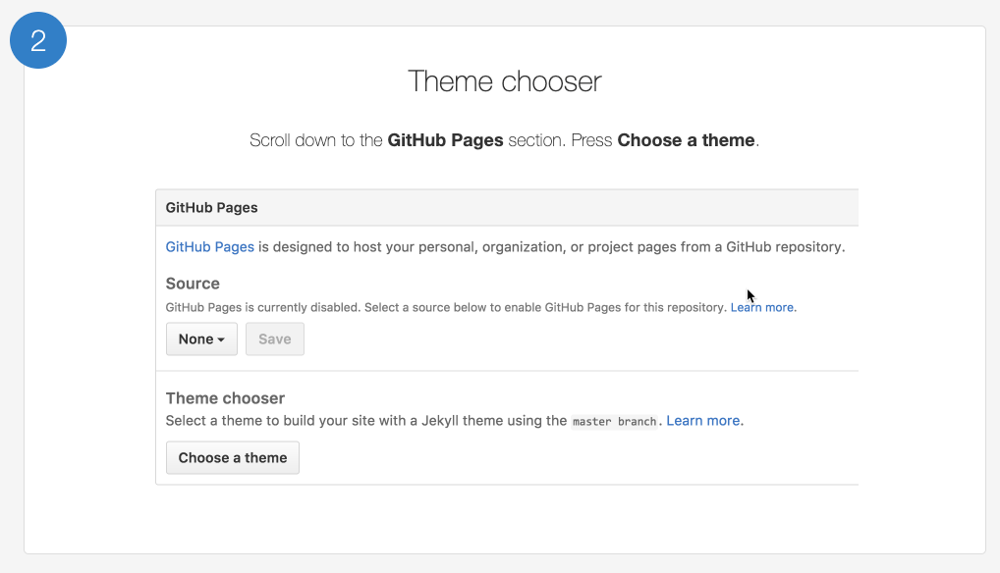 2
Theme chooser
Scroll down to the GitHub Pages section. Press Choose a theme.
GitHub Pages
GitHub Pages is designed to host your personal, organization, or project pages from a GitHub repository.
Source
GitHub Pages is currently disabled. Select a source below to enable GitHub Pages for this repository. Learn more.
None Save
Theme chooser
Select a theme to build your site with a Jekyll theme using the master branch. Learn more.
Choose a theme